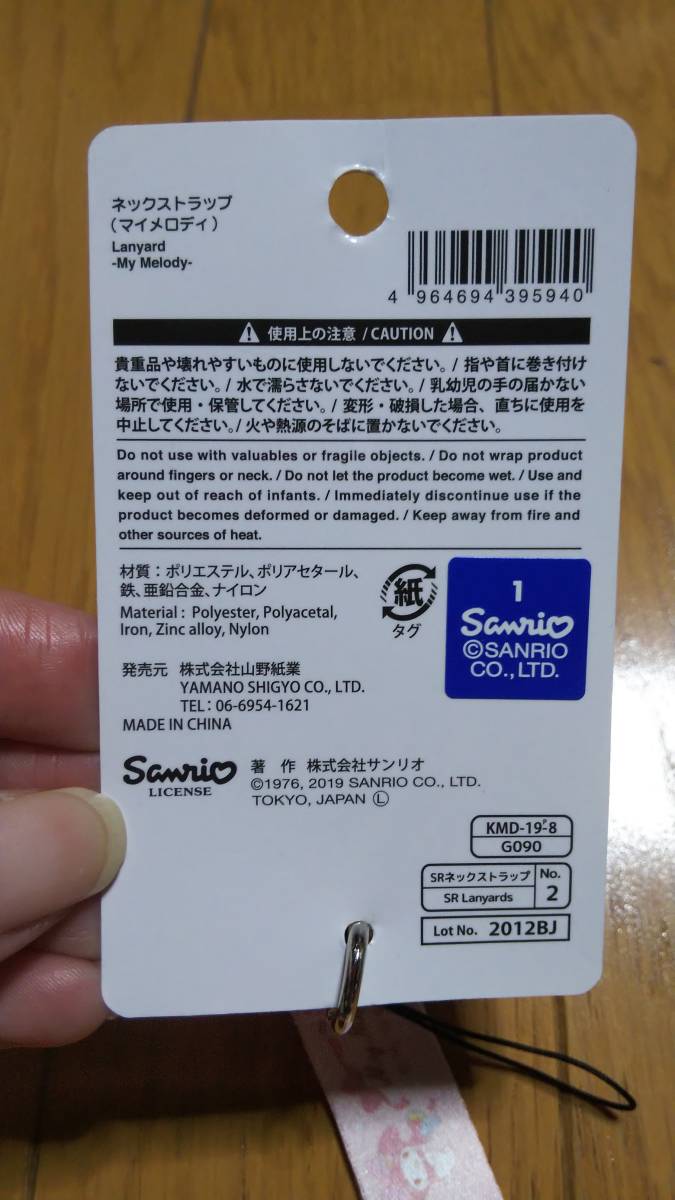 ネックストラップ
（マイメロディ）
Lanyard
-My Melody-
4 964694 395940
使用上の注意 / CAUTION
貴重品や壊れやすいものに使用しないでください。/ 指や首に巻き付け
ないでください。/ 水で濡らさないでください。/ 乳幼児の手の届かない
場所で使用・保管してください。/ 変形・破損した場合、直ちに使用を
中止してください。/ 火や熱源のそばに置かないでください。
Do not use with valuables or fragile objects. / Do not wrap product
around fingers or neck. / Do not let the product become wet. / Use and
keep out of reach of infants. / Immediately discontinue use if the
product becomes deformed or damaged. / Keep away from fire and
other sources of heat.
材質：ポリエステル、ポリアセタール、
鉄、亜鉛合金、ナイロン
Material : Polyester, Polyacetal,
Iron, Zinc alloy, Nylon
紙
タグ
1
Sanrio
©SANRIO
CO., LTD.
発売元 株式会社山野紙業
YAMANO SHIGYO CO., LTD.
TEL : 06-6954-1621
MADE IN CHINA
Sanrio
LICENSE
著 作 株式会社サンリオ
©1976, 2019 SANRIO CO., LTD.
TOKYO, JAPAN Ⓛ
KMD-19-8
G090
SRネックストラップ
SR Lanyards
No.
2
Lot No. 2012BJ